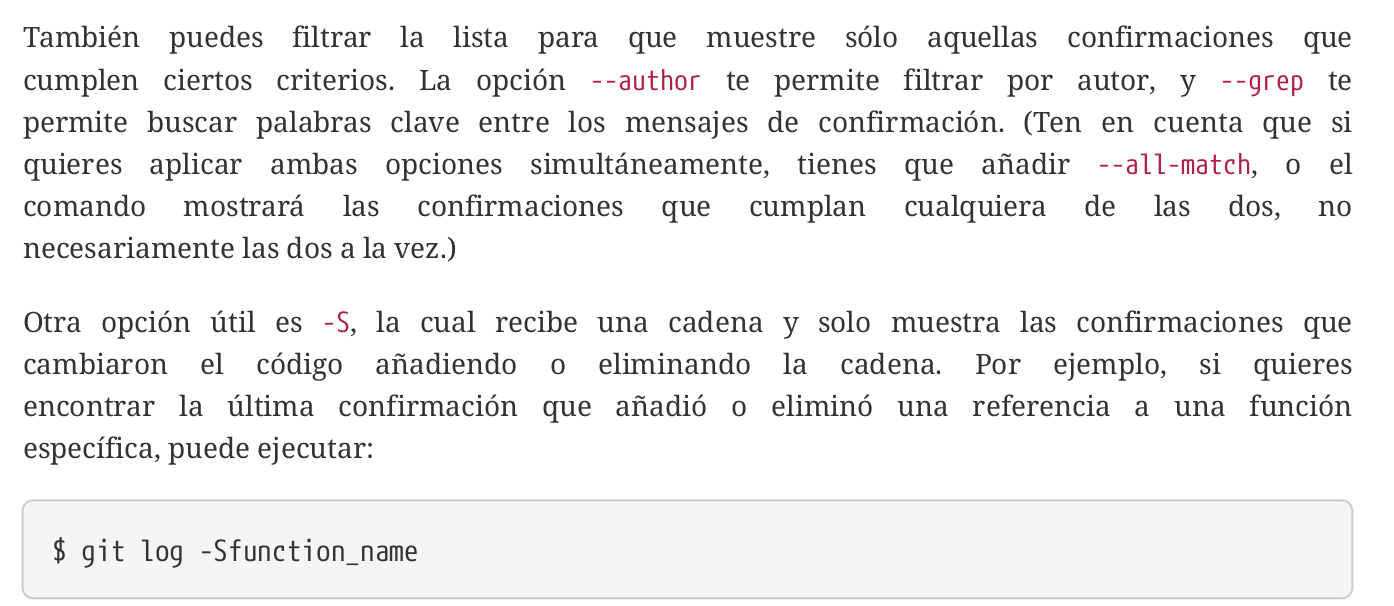 También puedes filtrar la lista para que muestre sólo aquellas confirmaciones que
cumplen ciertos criterios. La opción --author te permite filtrar por autor, y --grep te
permite buscar palabras clave entre los mensajes de confirmación. (Ten en cuenta que si
quieres aplicar ambas opciones simultáneamente, tienes que añadir --all-match, o el
comando mostrará las confirmaciones que cumplan cualquiera de las dos, no
necesariamente las dos a la vez.)
Otra opción útil es -S, la cual recibe una cadena y solo muestra las confirmaciones que
cambiaron el código añadiendo o eliminando la cadena. Por ejemplo, si quieres
encontrar la última confirmación que añadió o eliminó una referencia a una función
específica, puede ejecutar:
$ git log -Sfunction_name